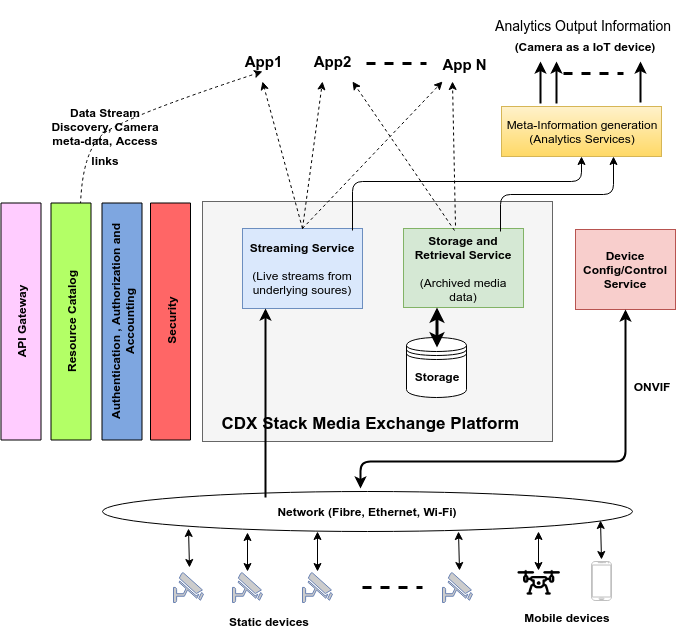 Analytics Output Information
(Camera as a IoT device)
App1
App2
App N
Data Stream
Discovery, Camera
meta-data, Access
links
Meta-Information generation
(Analytics Services)
API Gateway
Resource Catalog
Authentication , Authorization and
Accounting
Security
Streaming Service
(Live streams from
underlying soures)
Storage and
Retrieval Service
(Archived media
data)
Device
Config/Control
Service
Storage
ONVIF
CDX Stack Media Exchange Platform
Network (Fibre, Ethernet, Wi-Fi)
Static devices
Mobile devices